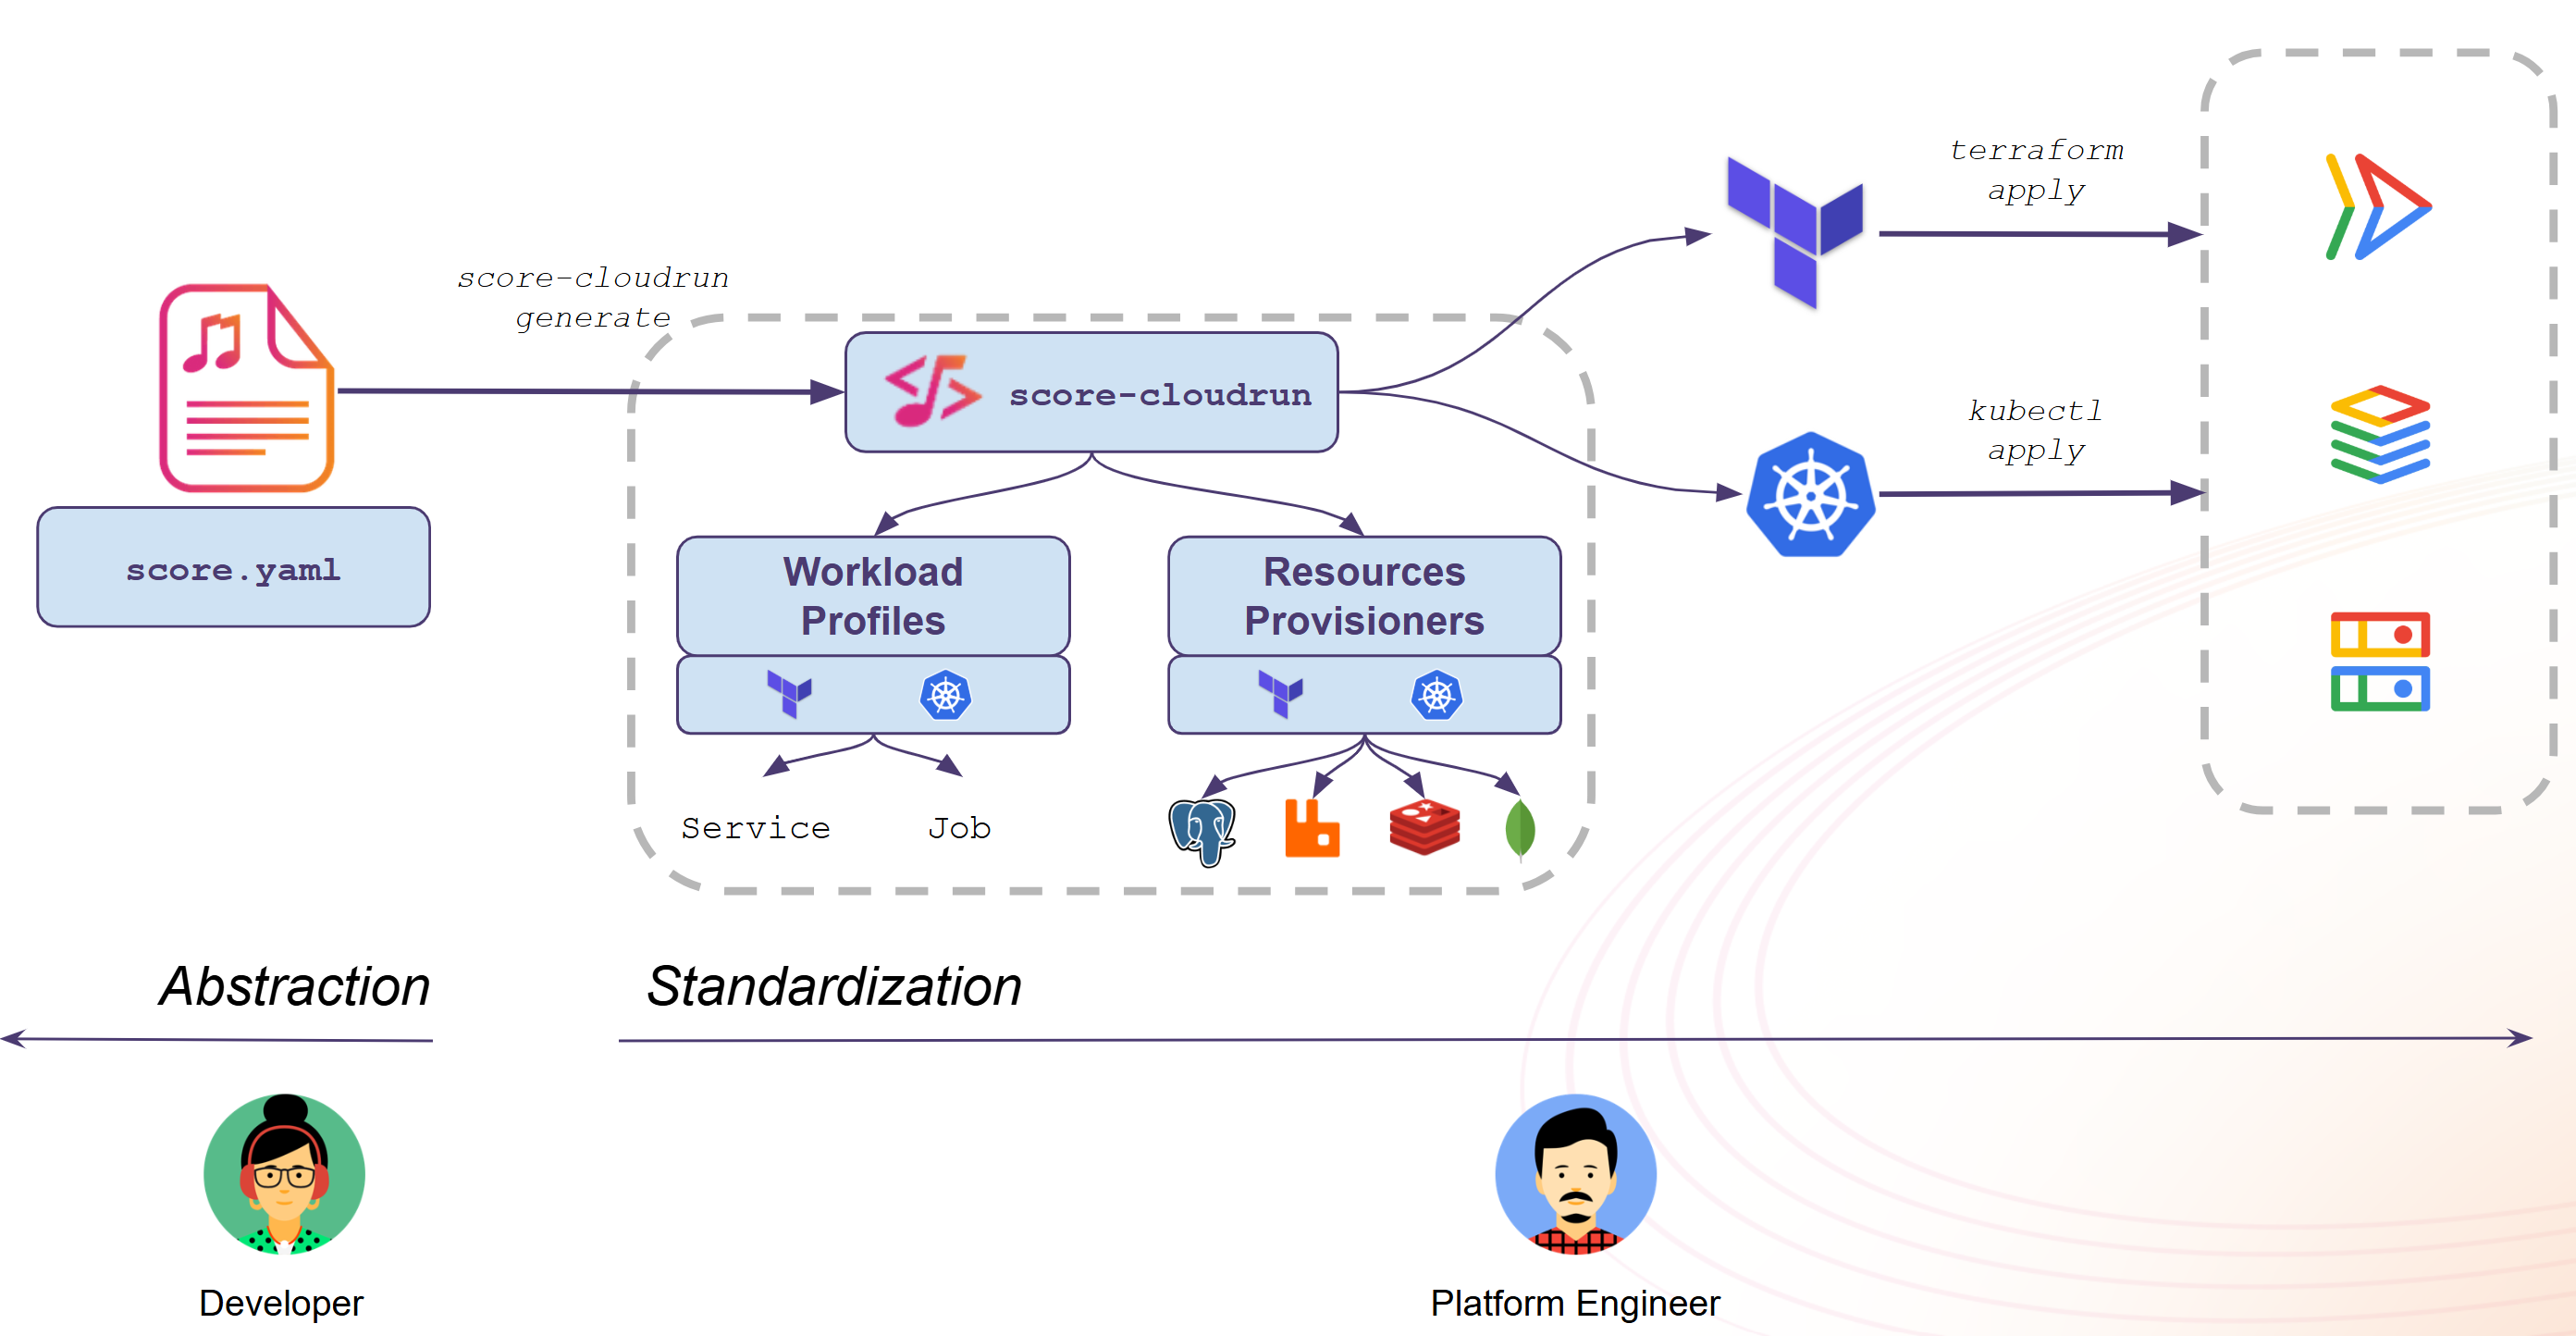 terraform
apply
score-cloudrun
generate
score-cloudrun
kubectl
apply
score.yaml
Workload
Profiles
Resources
Provisioners
Service
Job
Abstraction
Standardization
Developer
Platform Engineer